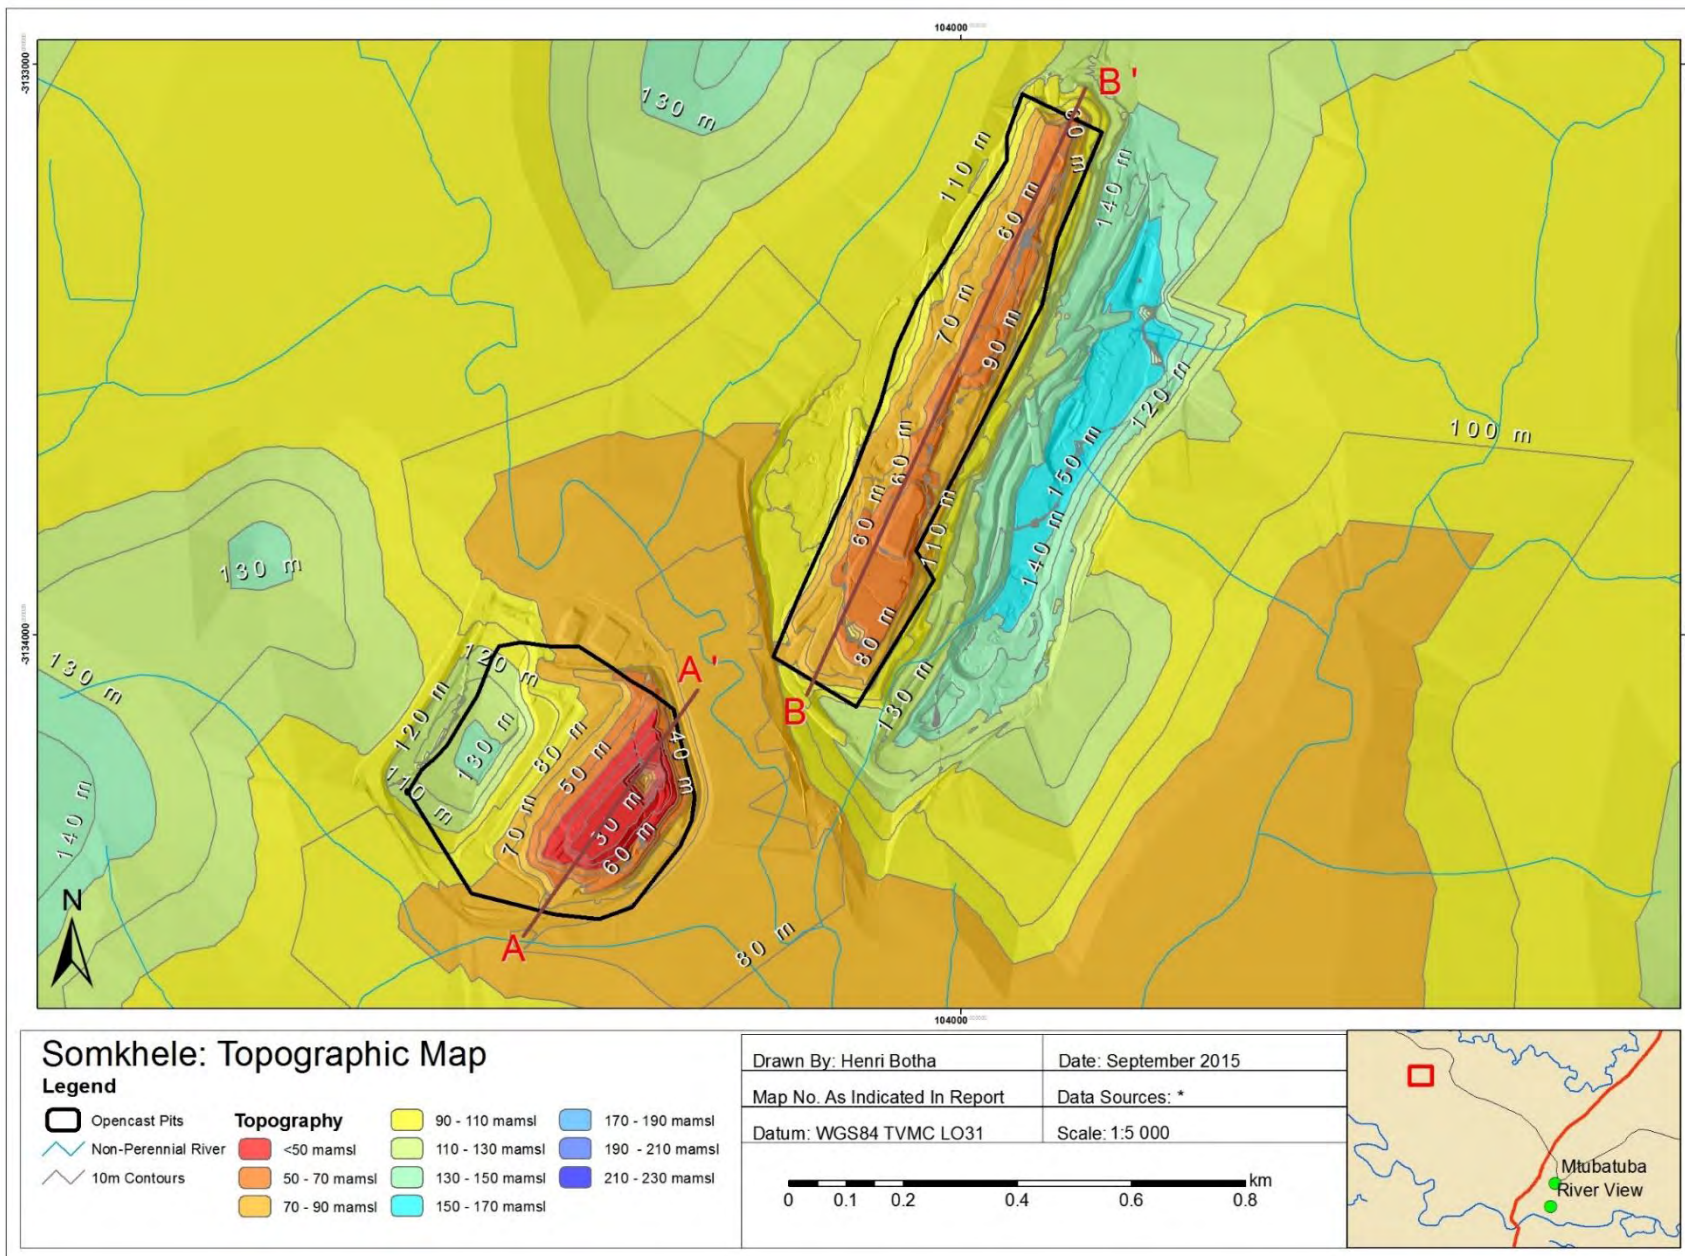 104000
-3133000
B'
130 m
30 m
110 m
140 m
60 m
70 m
90 m
120 m
100 m
60 m
150 m
60 m
110 m
140 m
130 m
-3134000
80 m
120 m
A'
130 m
B
130 m
120 m
130 m
80 m
40 m
50 m
110 m
30 m
70 m
60 m
140 m
N
A
80 m
104000
Somkhele: Topographic Map
Legend
Opencast Pits
Non-Perennial River
10m Contours
Topography
<50 mamsl
50 - 70 mamsl
70 - 90 mamsl
90 - 110 mamsl
110 - 130 mamsl
130 - 150 mamsl
150 - 170 mamsl
170 - 190 mamsl
190 - 210 mamsl
210 - 230 mamsl
Drawn By: Henri Botha
Date: September 2015
Map No. As Indicated In Report
Data Sources: *
Datum: WGS84 TVMC LO31
Scale: 1:5 000
km
0 0.1 0.2 0.4 0.6 0.8
Mtubatuba
River View